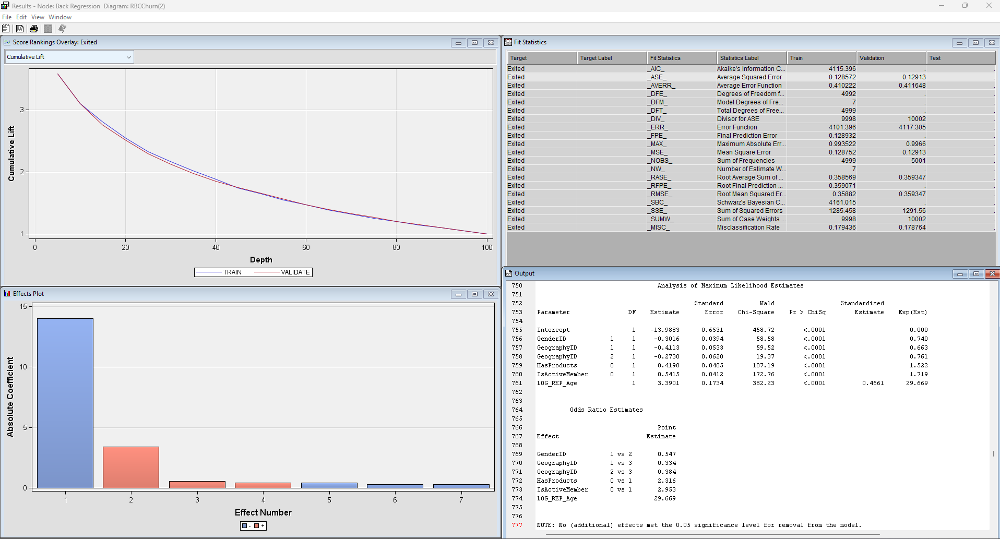 Results - Node: Back Regression Diagram: RBCChurn(2)
File Edit View Window
Score Rankings Overlay: Exited
Cumulative Lift
Cumulative Lift
3
2
1
0 20 40 60 80 100
Depth
TRAIN VALIDATE
Effects Plot
Absolute Coefficient
15
10
5
0
1 2 3 4 5 6 7
Effect Number
- +
Fit Statistics
Target Target Label Fit Statistics Statistics Label Train Validation Test
Exited _AIC_ Akaike's Information C... 4115.396 . .
Exited _ASE_ Average Squared Error 0.128572 0.12913 .
Exited _AVERR_ Average Error Function 0.410222 0.411648 .
Exited _DFE_ Degrees of Freedom f... 4992 . .
Exited _DFM_ Model Degrees of Fre... 7 . .
Exited _DFT_ Total Degrees of Free... 4999 . .
Exited _DIV_ Divisor for ASE 9998 10002 .
Exited _ERR_ Error Function 4101.396 4117.305 .
Exited _FPE_ Final Prediction Error 0.128932 . .
Exited _MAX_ Maximum Absolute Err... 0.993522 0.9966 .
Exited _MSE_ Mean Square Error 0.128752 0.12913 .
Exited _NOBS_ Sum of Frequencies 4999 5001 .
Exited _NW_ Number of Estimate W... 7 . .
Exited _RASE_ Root Average Sum of ... 0.358569 0.359347 .
Exited _RFPE_ Root Final Prediction ... 0.359071 . .
Exited _RMSE_ Root Mean Squared Er... 0.35882 0.359347 .
Exited _SBC_ Schwarz's Bayesian C... 4161.015 . .
Exited _SSE_ Sum of Squared Errors 1285.458 1291.56 .
Exited _SUMW_ Sum of Case Weights ... 9998 10002 .
Exited _MISC_ Misclassification Rate 0.179436 0.178764 .
Output
750 Analysis of Maximum Likelihood Estimates
751
752 Standard Wald Standardized
753 Parameter DF Estimate Error Chi-Square Pr > ChiSq Estimate Exp(Est)
754
755 Intercept 1 -13.9883 0.6531 458.72 <.0001 0.000
756 GenderID 1 1 -0.3016 0.0394 58.58 <.0001 0.740
757 GeographyID 1 1 -0.4113 0.0533 59.52 <.0001 0.663
758 GeographyID 2 1 -0.2730 0.0620 19.37 <.0001 0.761
759 HasProducts 0 1 0.4198 0.0405 107.19 <.0001 1.522
760 IsActiveMember 0 1 0.5415 0.0412 172.76 <.0001 1.719
761 LOG_REP_Age 1 3.3901 0.1734 382.23 <.0001 0.4661 29.669
762
763
764 Odds Ratio Estimates
765
766 Point
767 Effect Estimate
768
769 GenderID 1 vs 2 0.547
770 GeographyID 1 vs 3 0.334
771 GeographyID 2 vs 3 0.384
772 HasProducts 0 vs 1 2.316
773 IsActiveMember 0 vs 1 2.953
774 LOG_REP_Age 29.669
775
776
777 NOTE: No (additional) effects met the 0.05 significance level for removal from the model.